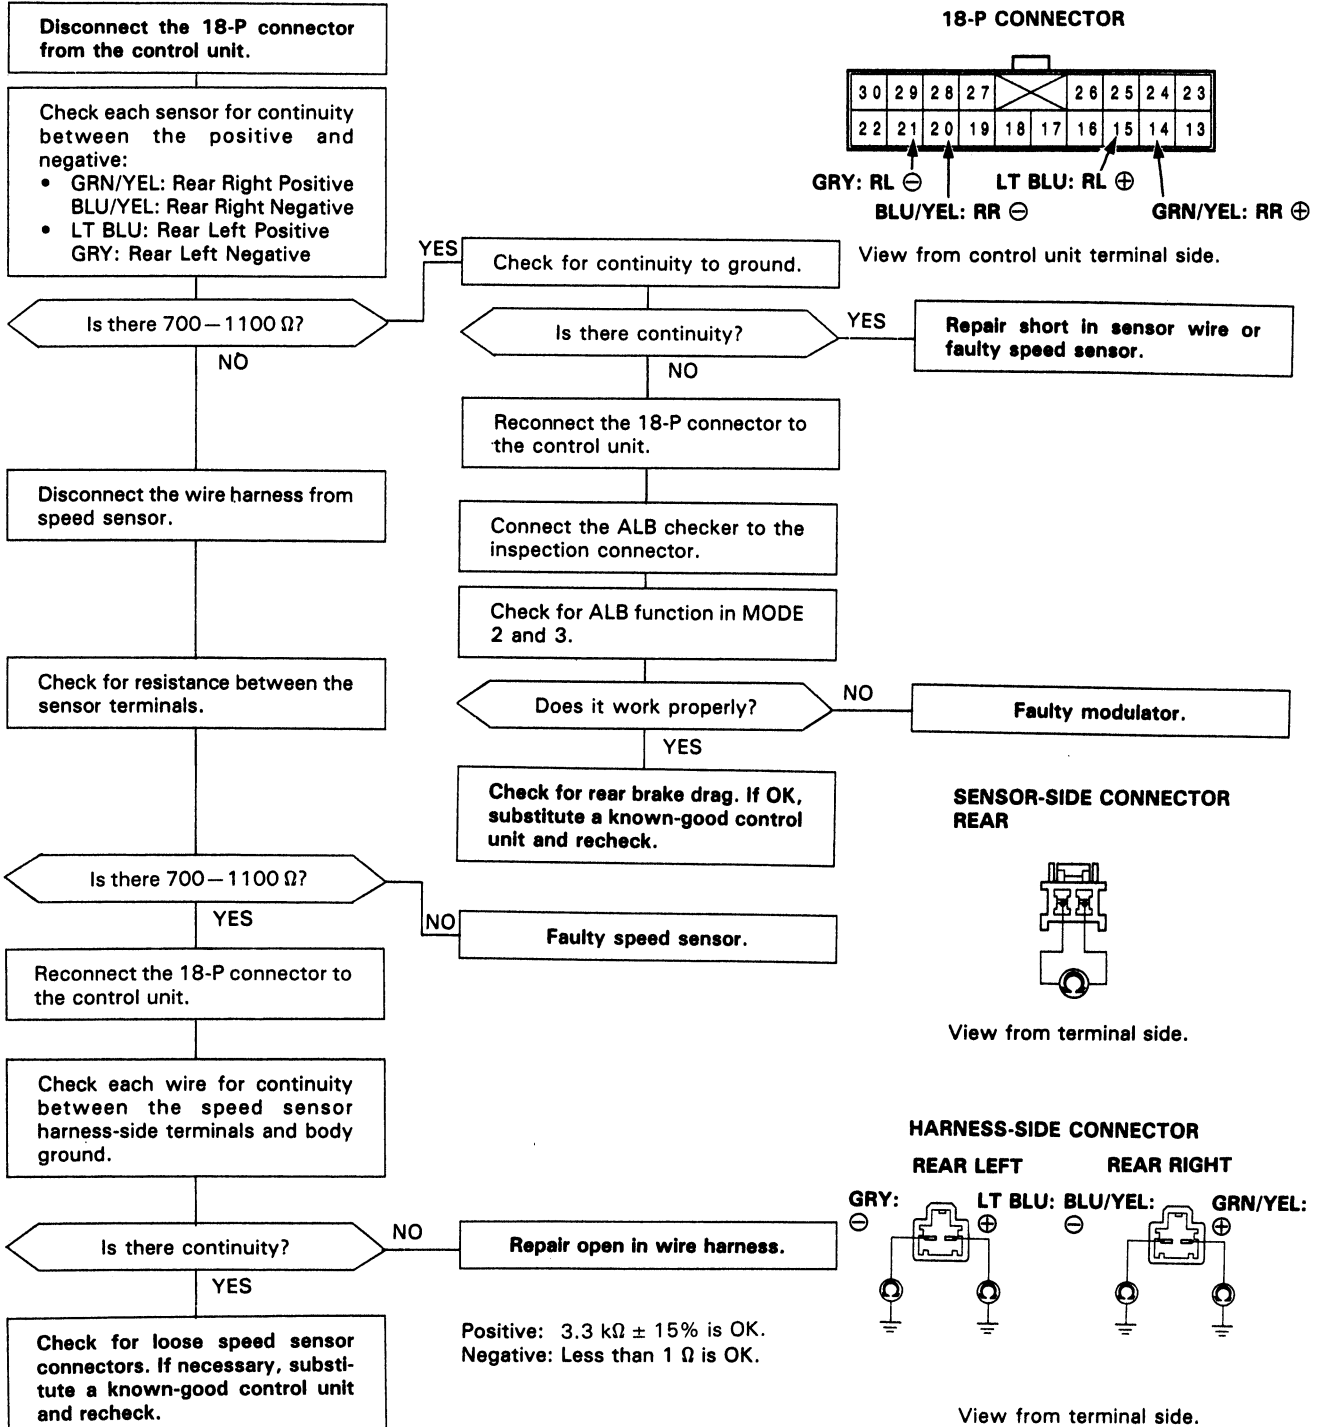 Disconnect the 18-P connector
from the control unit.
Check each sensor for continuity
between the positive and
negative:
• GRN/YEL: Rear Right Positive
BLU/YEL: Rear Right Negative
• LT BLU: Rear Left Positive
GRY: Rear Left Negative
Is there 700–1100 Ω?
YES
NO
Check for continuity to ground.
Is there continuity?
YES
Repair short in sensor wire or
faulty speed sensor.
NO
Reconnect the 18-P connector to
the control unit.
Connect the ALB checker to the
inspection connector.
Check for ALB function in MODE
2 and 3.
Does it work properly?
NO
Faulty modulator.
YES
Check for rear brake drag. If OK,
substitute a known-good control
unit and recheck.
Disconnect the wire harness from
speed sensor.
Check for resistance between the
sensor terminals.
Is there 700–1100 Ω?
NO
Faulty speed sensor.
YES
Reconnect the 18-P connector to
the control unit.
Check each wire for continuity
between the speed sensor
harness-side terminals and body
ground.
Is there continuity?
NO
Repair open in wire harness.
YES
Check for loose speed sensor
connectors. If necessary, substi-
tute a known-good control unit
and recheck.
Positive: 3.3 kΩ ± 15% is OK.
Negative: Less than 1 Ω is OK.
18-P CONNECTOR
30 29 28 27 26 25 24 23
22 21 20 19 18 17 16 15 14 13
GRY: RL ⊖ LT BLU: RL ⊕
BLU/YEL: RR ⊖ GRN/YEL: RR ⊕
View from control unit terminal side.
SENSOR-SIDE CONNECTOR
REAR
Ω
View from terminal side.
HARNESS-SIDE CONNECTOR
REAR LEFT REAR RIGHT
GRY: LT BLU: BLU/YEL: GRN/YEL:
⊖ ⊕ ⊖ ⊕
Ω Ω Ω Ω
View from terminal side.